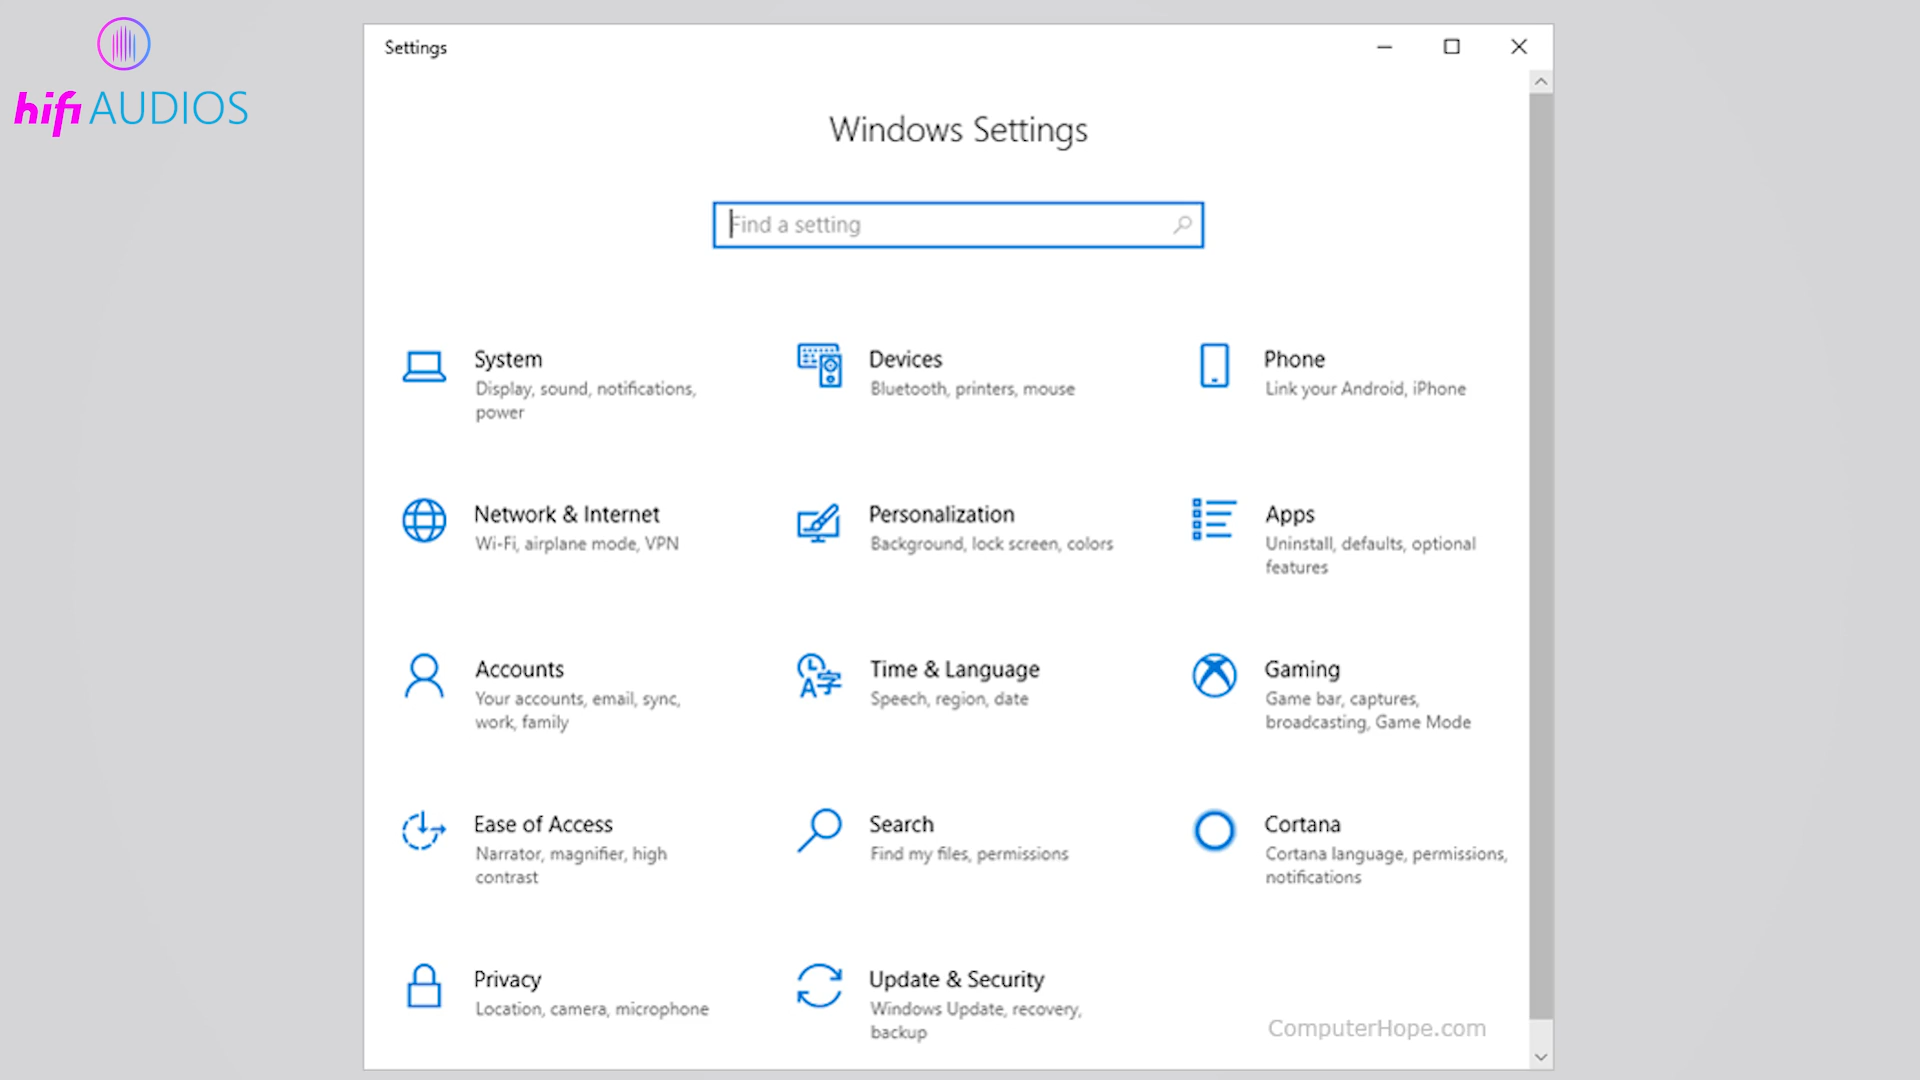 hifi AUDIOS
Settings
Windows Settings
Find a setting
System
Display, sound, notifications,
power
Devices
Bluetooth, printers, mouse
Phone
Link your Android, iPhone
Network & Internet
Wi-Fi, airplane mode, VPN
Personalization
Background, lock screen, colors
Apps
Uninstall, defaults, optional
features
Accounts
Your accounts, email, sync,
work, family
Time & Language
Speech, region, date
Gaming
Game bar, captures,
broadcasting, Game Mode
Ease of Access
Narrator, magnifier, high
contrast
Search
Find my files, permissions
Cortana
Cortana language, permissions,
notifications
Privacy
Location, camera, microphone
Update & Security
Windows Update, recovery,
backup
ComputerHope.com